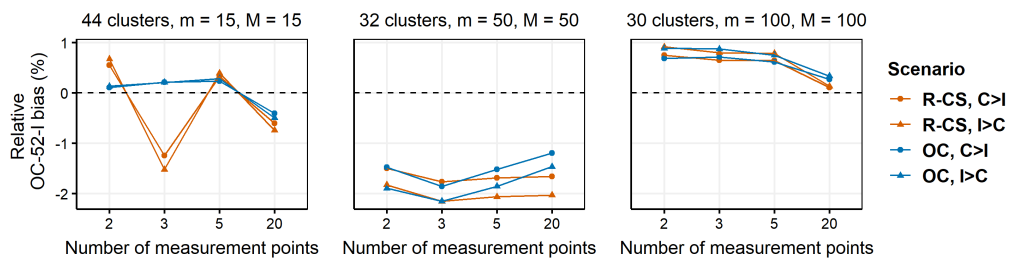 44 clusters, m = 15, M = 15
32 clusters, m = 50, M = 50
30 clusters, m = 100, M = 100
Relative
OC-52-I bias (%)
1
0
-1
-2
2 3 5 20
2 3 5 20
2 3 5 20
Number of measurement points
Number of measurement points
Number of measurement points
Scenario
R-CS, C>I
R-CS, I>C
OC, C>I
OC, I>C